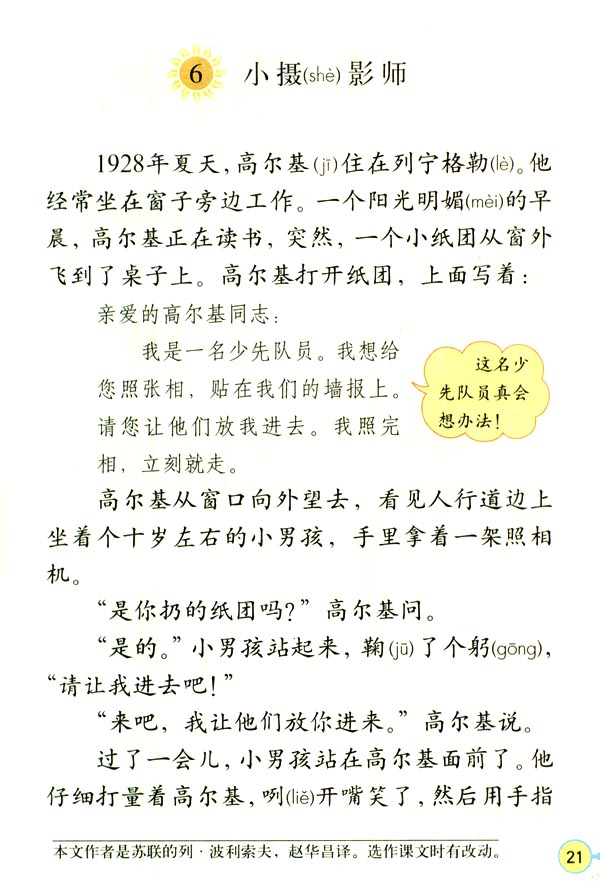 6 小摄(shè)影师
1928年夏天，高尔基(jī)住在列宁格勒(lè)。他
经常坐在窗子旁边工作。一个阳光明媚(mèi)的早
晨，高尔基正在读书，突然，一个小纸团从窗外
飞到了桌子上。高尔基打开纸团，上面写着：
亲爱的高尔基同志：
我是一名少先队员。我想给
您照张相，贴在我们的墙报上。
请您让他们放我进去。我照完
相，立刻就走。
这名少
先队员真会
想办法！
高尔基从窗口向外望去，看见人行道边上
坐着个十岁左右的小男孩，手里拿着一架照相
机。
“是你扔的纸团吗？”高尔基问。
“是的。”小男孩站起来，鞠(jū)了个躬(gōng)，
“请让我进去吧！”
“来吧，我让他们放你进来。”高尔基说。
过了一会儿，小男孩站在高尔基面前了。他
仔细打量着高尔基，咧(liě)开嘴笑了，然后用手指
本文作者是苏联的列·波利索夫，赵华昌译。选作课文时有改动。
21